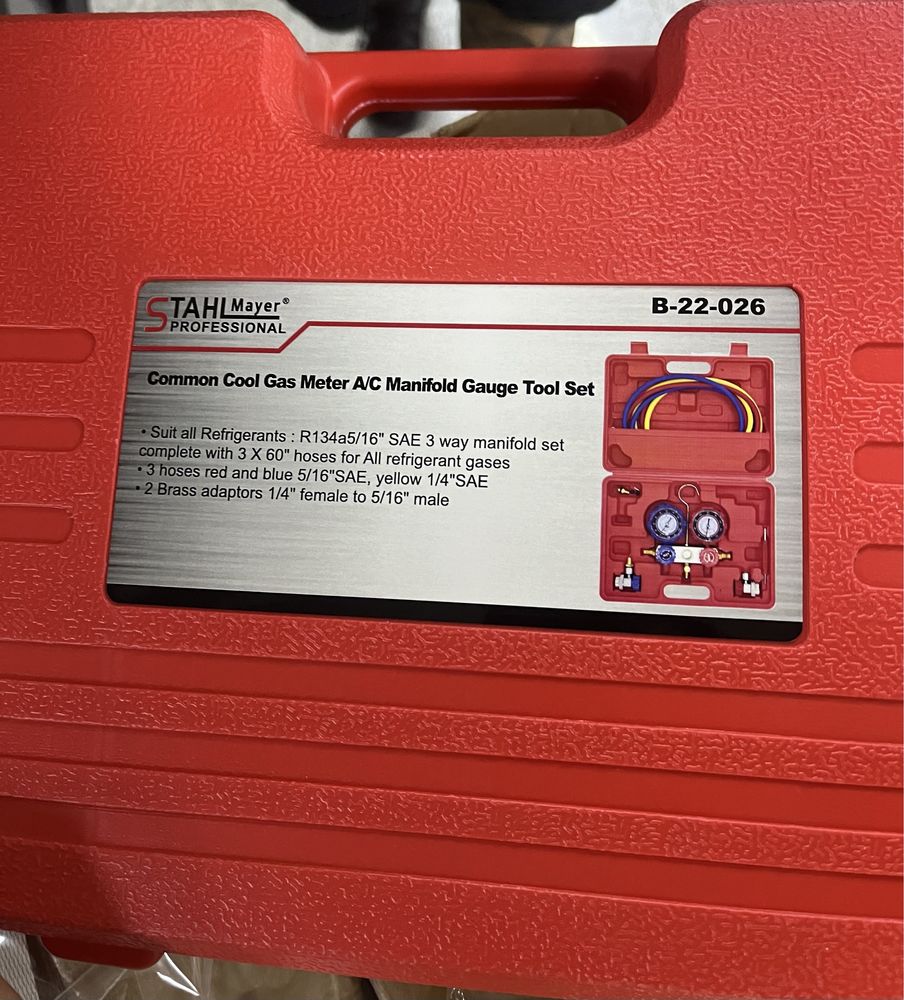 STAHL Mayer®
PROFESSIONAL
B-22-026
Common Cool Gas Meter A/C Manifold Gauge Tool Set
• Suit all Refrigerants : R134a5/16" SAE 3 way manifold set
complete with 3 X 60" hoses for All refrigerant gases
• 3 hoses red and blue 5/16"SAE, yellow 1/4"SAE
• 2 Brass adaptors 1/4" female to 5/16" male